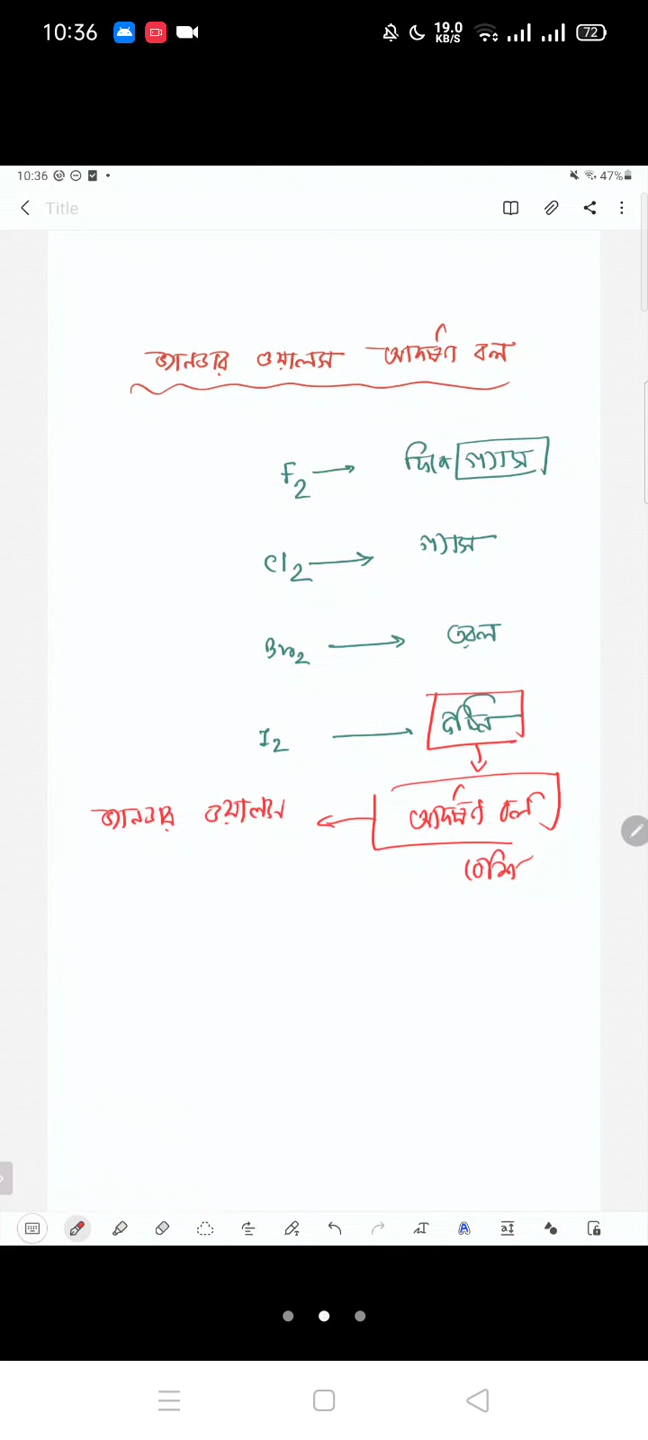 10:36 19.0 KB/S 72
10:36 47%
Title
ভ্যানডার ওয়ালস আকর্ষণ বল
F2 → গ্যাস
Cl2 → গ্যাস
Br2 → তরল
I2 → কঠিন
ভ্যানডার ওয়ালস ← আকর্ষণ বল
বেশি